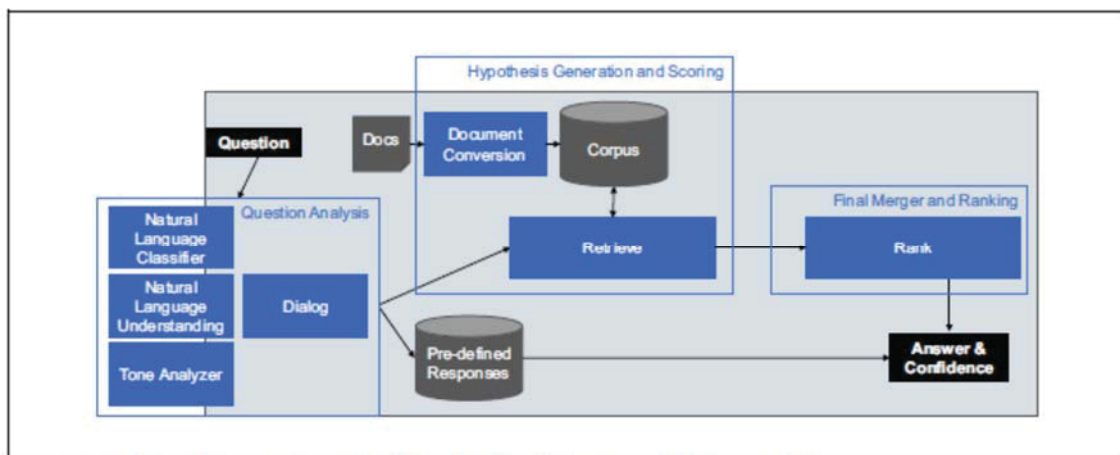 Hypothesis Generation and Scoring
Question
Docs
Document
Conversion
Corpus
Question Analysis
Natural
Language
Classifier
Natural
Language
Understanding
Tone Analyzer
Dialog
Retrieve
Final Merger and Ranking
Rank
Pre-defined
Responses
Answer &
Confidence